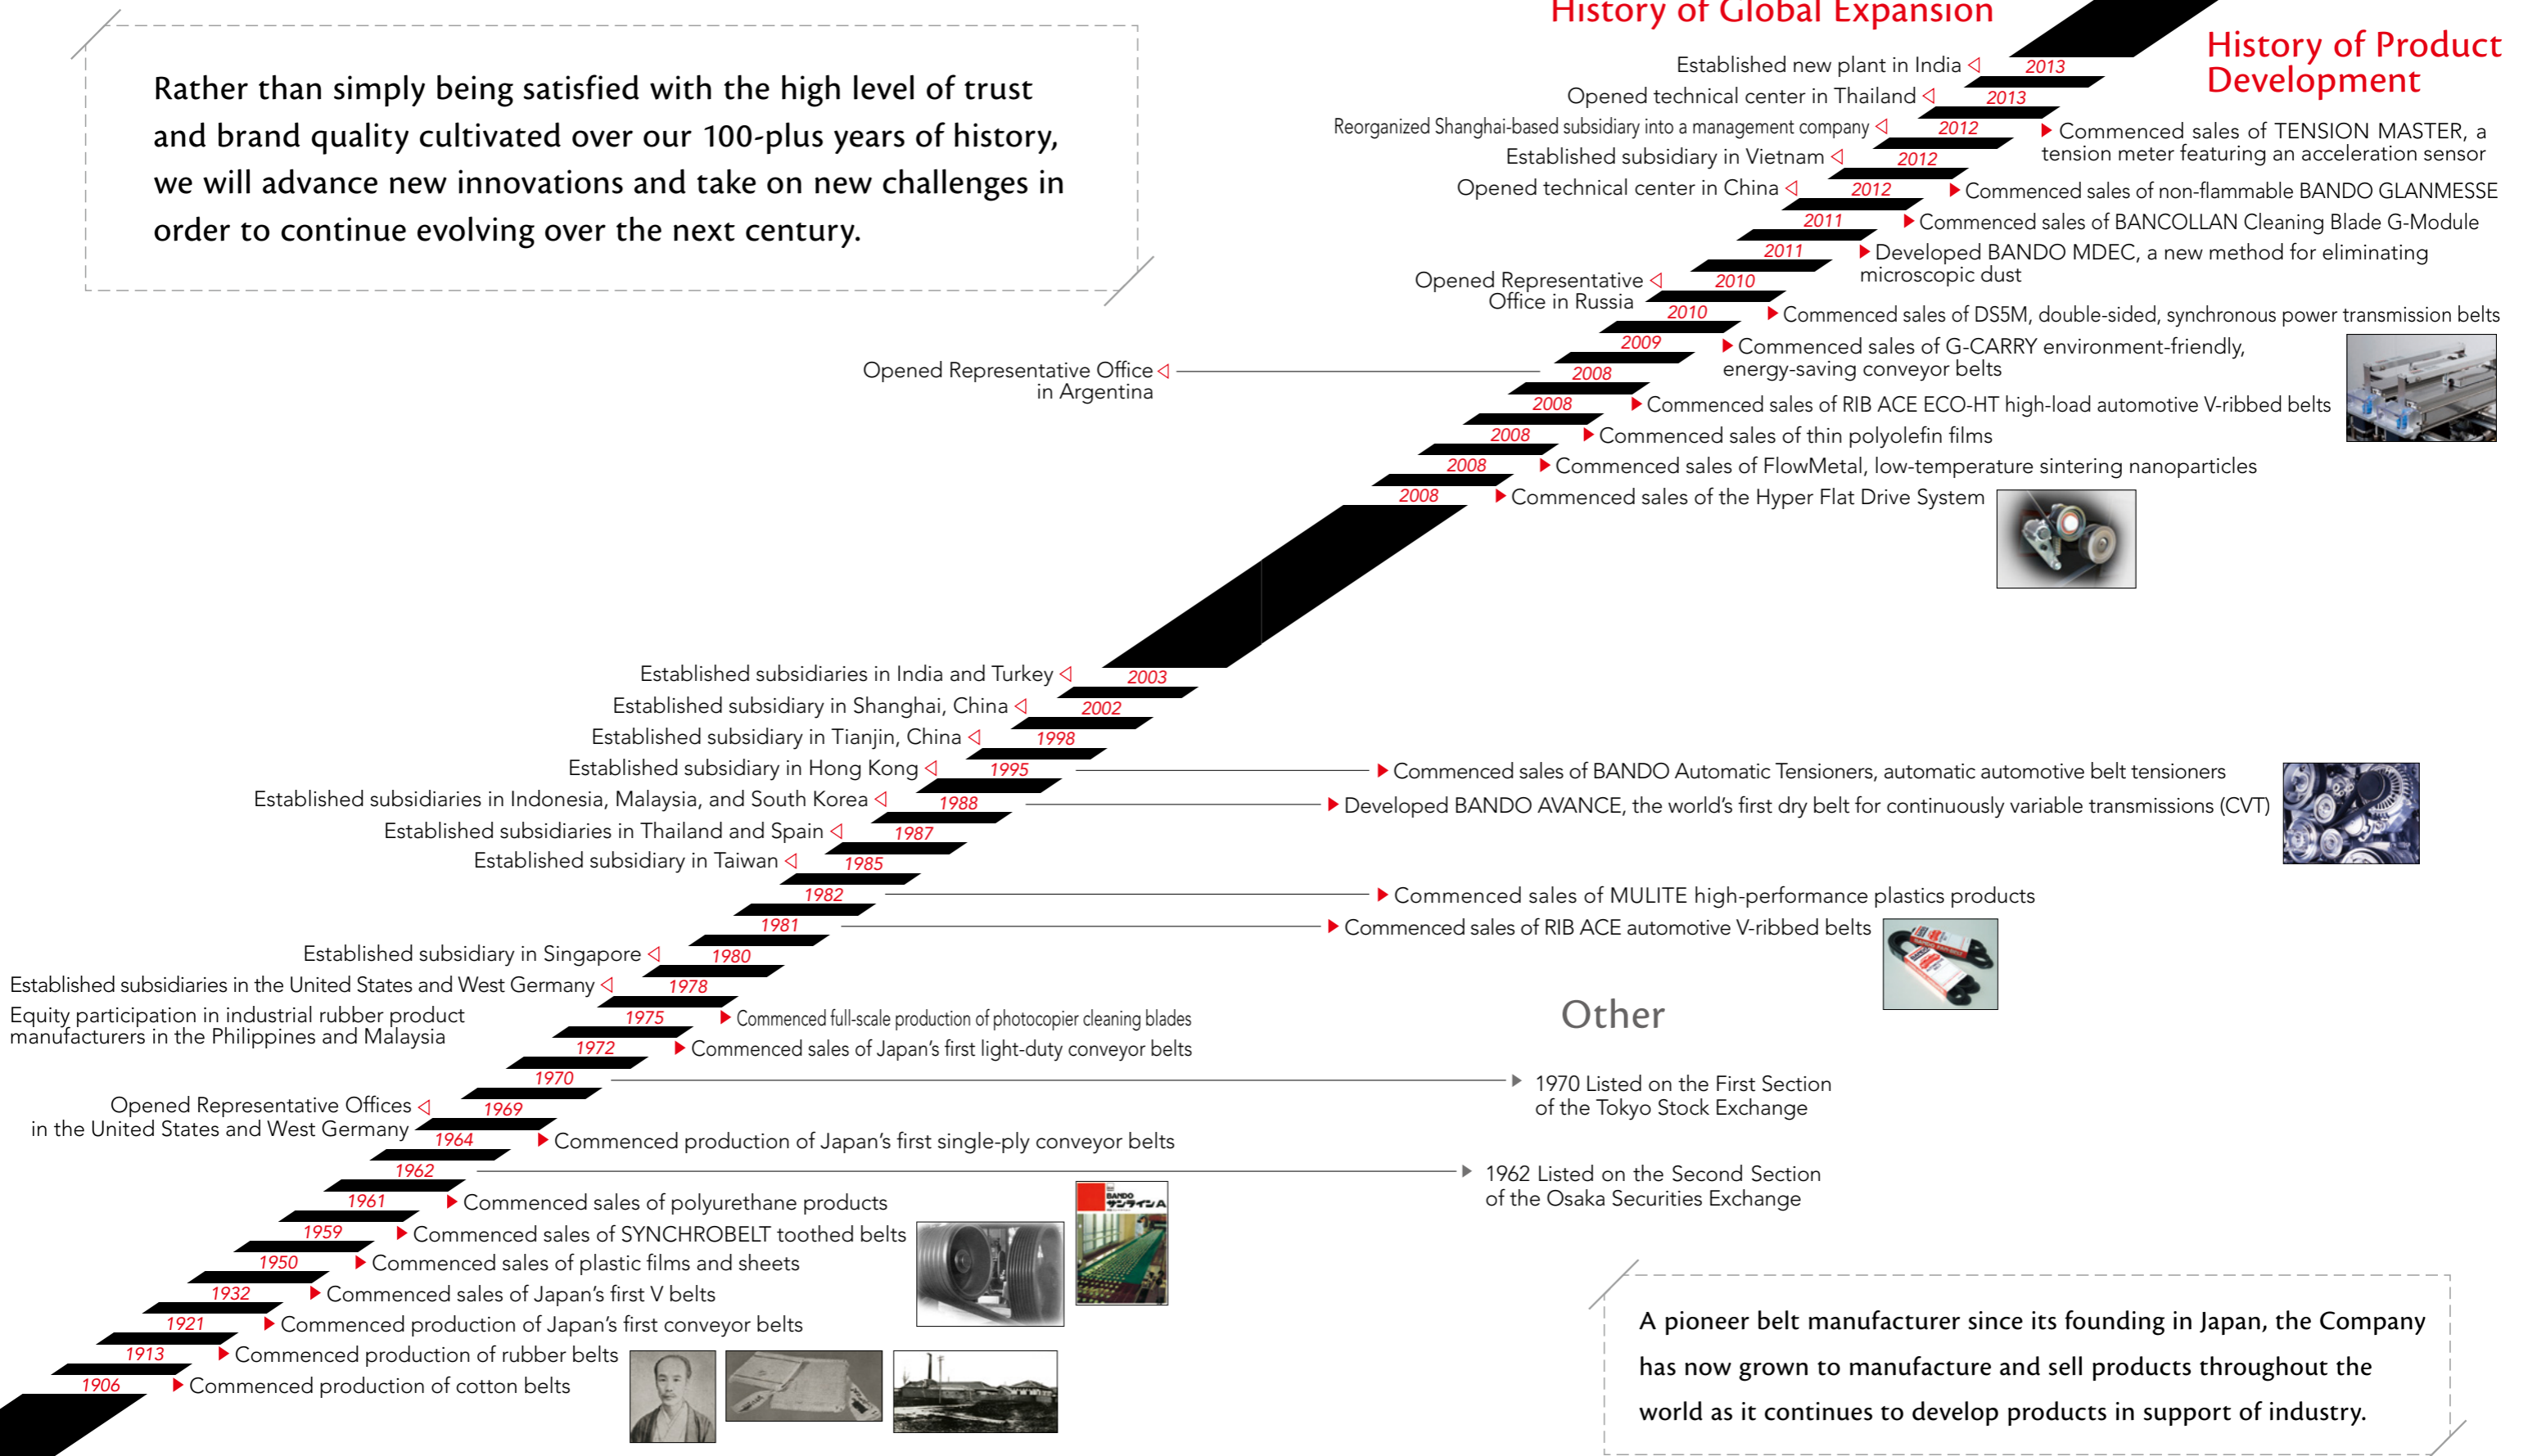 History of Global Expansion
History of Product
Development
Rather than simply being satisfied with the high level of trust
and brand quality cultivated over our 100-plus years of history,
we will advance new innovations and take on new challenges in
order to continue evolving over the next century.
Established new plant in India
2013
Opened technical center in Thailand
2013
Reorganized Shanghai-based subsidiary into a management company
2012
Commenced sales of TENSION MASTER, a
tension meter featuring an acceleration sensor
Established subsidiary in Vietnam
2012
Opened technical center in China
2012
Commenced sales of non-flammable BANDO GLANMESSE
2011
Commenced sales of BANCOLLAN Cleaning Blade G-Module
2011
Developed BANDO MDEC, a new method for eliminating
microscopic dust
Opened Representative
Office in Russia
2010
2010
Commenced sales of DS5M, double-sided, synchronous power transmission belts
2009
Commenced sales of G-CARRY environment-friendly,
energy-saving conveyor belts
Opened Representative Office
in Argentina
2008
2008
Commenced sales of RIB ACE ECO-HT high-load automotive V-ribbed belts
2008
Commenced sales of thin polyolefin films
2008
Commenced sales of FlowMetal, low-temperature sintering nanoparticles
2008
Commenced sales of the Hyper Flat Drive System
Established subsidiaries in India and Turkey
2003
Established subsidiary in Shanghai, China
2002
Established subsidiary in Tianjin, China
1998
Established subsidiary in Hong Kong
1995
Commenced sales of BANDO Automatic Tensioners, automatic automotive belt tensioners
Established subsidiaries in Indonesia, Malaysia, and South Korea
1988
Developed BANDO AVANCE, the world's first dry belt for continuously variable transmissions (CVT)
Established subsidiaries in Thailand and Spain
1987
Established subsidiary in Taiwan
1985
1982
Commenced sales of MULITE high-performance plastics products
1981
Commenced sales of RIB ACE automotive V-ribbed belts
Established subsidiary in Singapore
1980
Established subsidiaries in the United States and West Germany
1978
Equity participation in industrial rubber product
manufacturers in the Philippines and Malaysia
1975
Commenced full-scale production of photocopier cleaning blades
1972
Commenced sales of Japan's first light-duty conveyor belts
Other
1970
1970 Listed on the First Section
of the Tokyo Stock Exchange
Opened Representative Offices
in the United States and West Germany
1969
1964
Commenced production of Japan's first single-ply conveyor belts
1962
1962 Listed on the Second Section
of the Osaka Securities Exchange
1961
Commenced sales of polyurethane products
BANDO
サンラインA
1959
Commenced sales of SYNCHROBELT toothed belts
1950
Commenced sales of plastic films and sheets
1932
Commenced sales of Japan's first V belts
1921
Commenced production of Japan's first conveyor belts
1913
Commenced production of rubber belts
1906
Commenced production of cotton belts
A pioneer belt manufacturer since its founding in Japan, the Company
has now grown to manufacture and sell products throughout the
world as it continues to develop products in support of industry.